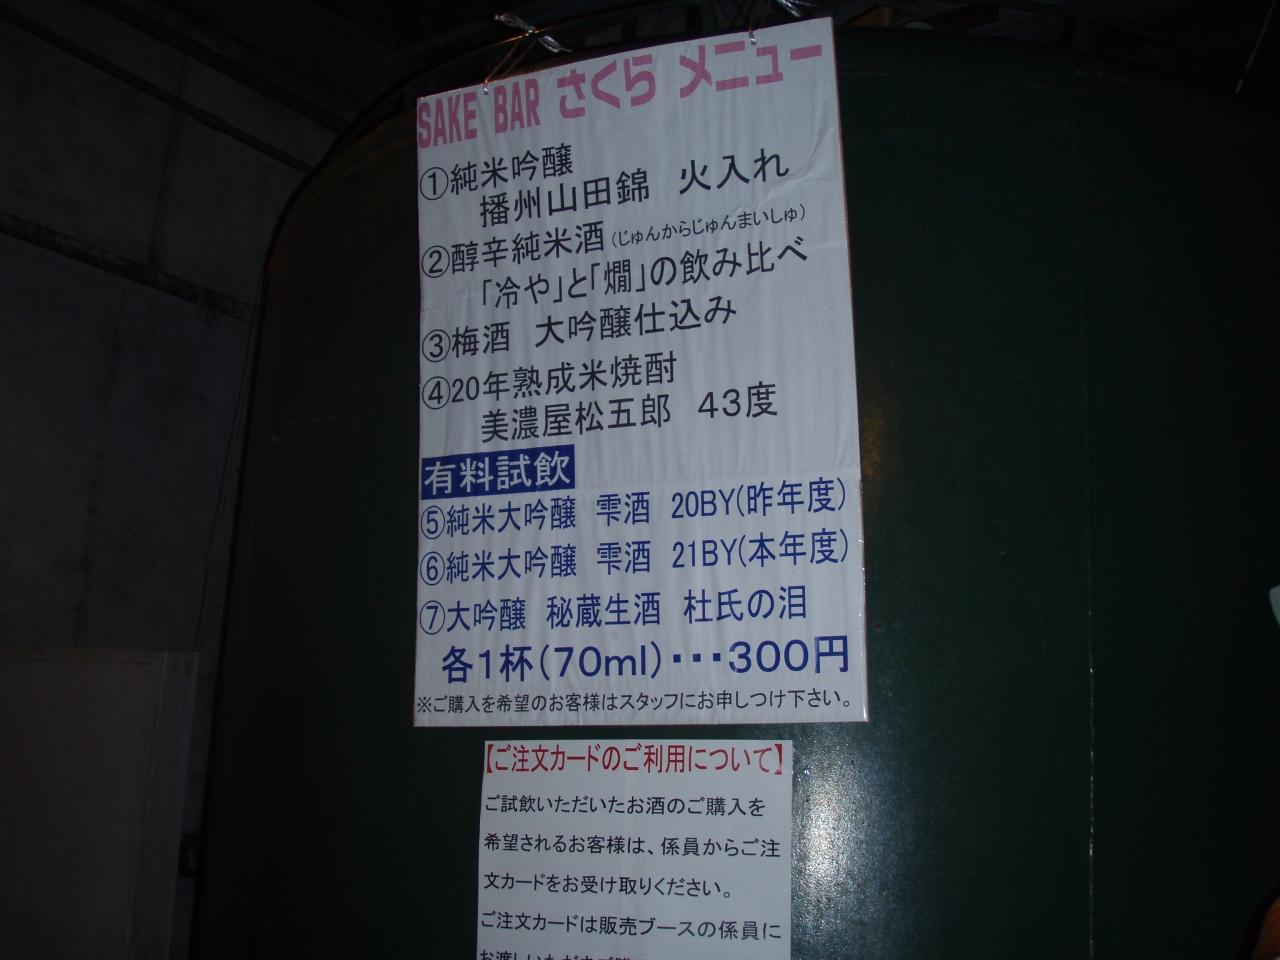 SAKE BAR さくら メニュー
①純米吟醸
播州山田錦 火入れ
②醇辛純米酒(じゅんからじゅんまいしゅ)
「冷や」と「燗」の飲み比べ
③梅酒 大吟醸仕込み
④20年熟成米焼酎
美濃屋松五郎 43度
有料試飲
⑤純米大吟醸 雫酒 20BY(昨年度)
⑥純米大吟醸 雫酒 21BY(本年度)
⑦大吟醸 秘蔵生酒 杜氏の泪
各1杯(70ml)・・・300円
※ご購入を希望のお客様はスタッフにお申しつけ下さい。
【ご注文カードのご利用について】
ご試飲いただいたお酒のご購入を
希望されるお客様は、係員からご注
文カードをお受け取りください。
ご注文カードは販売ブースの係員に